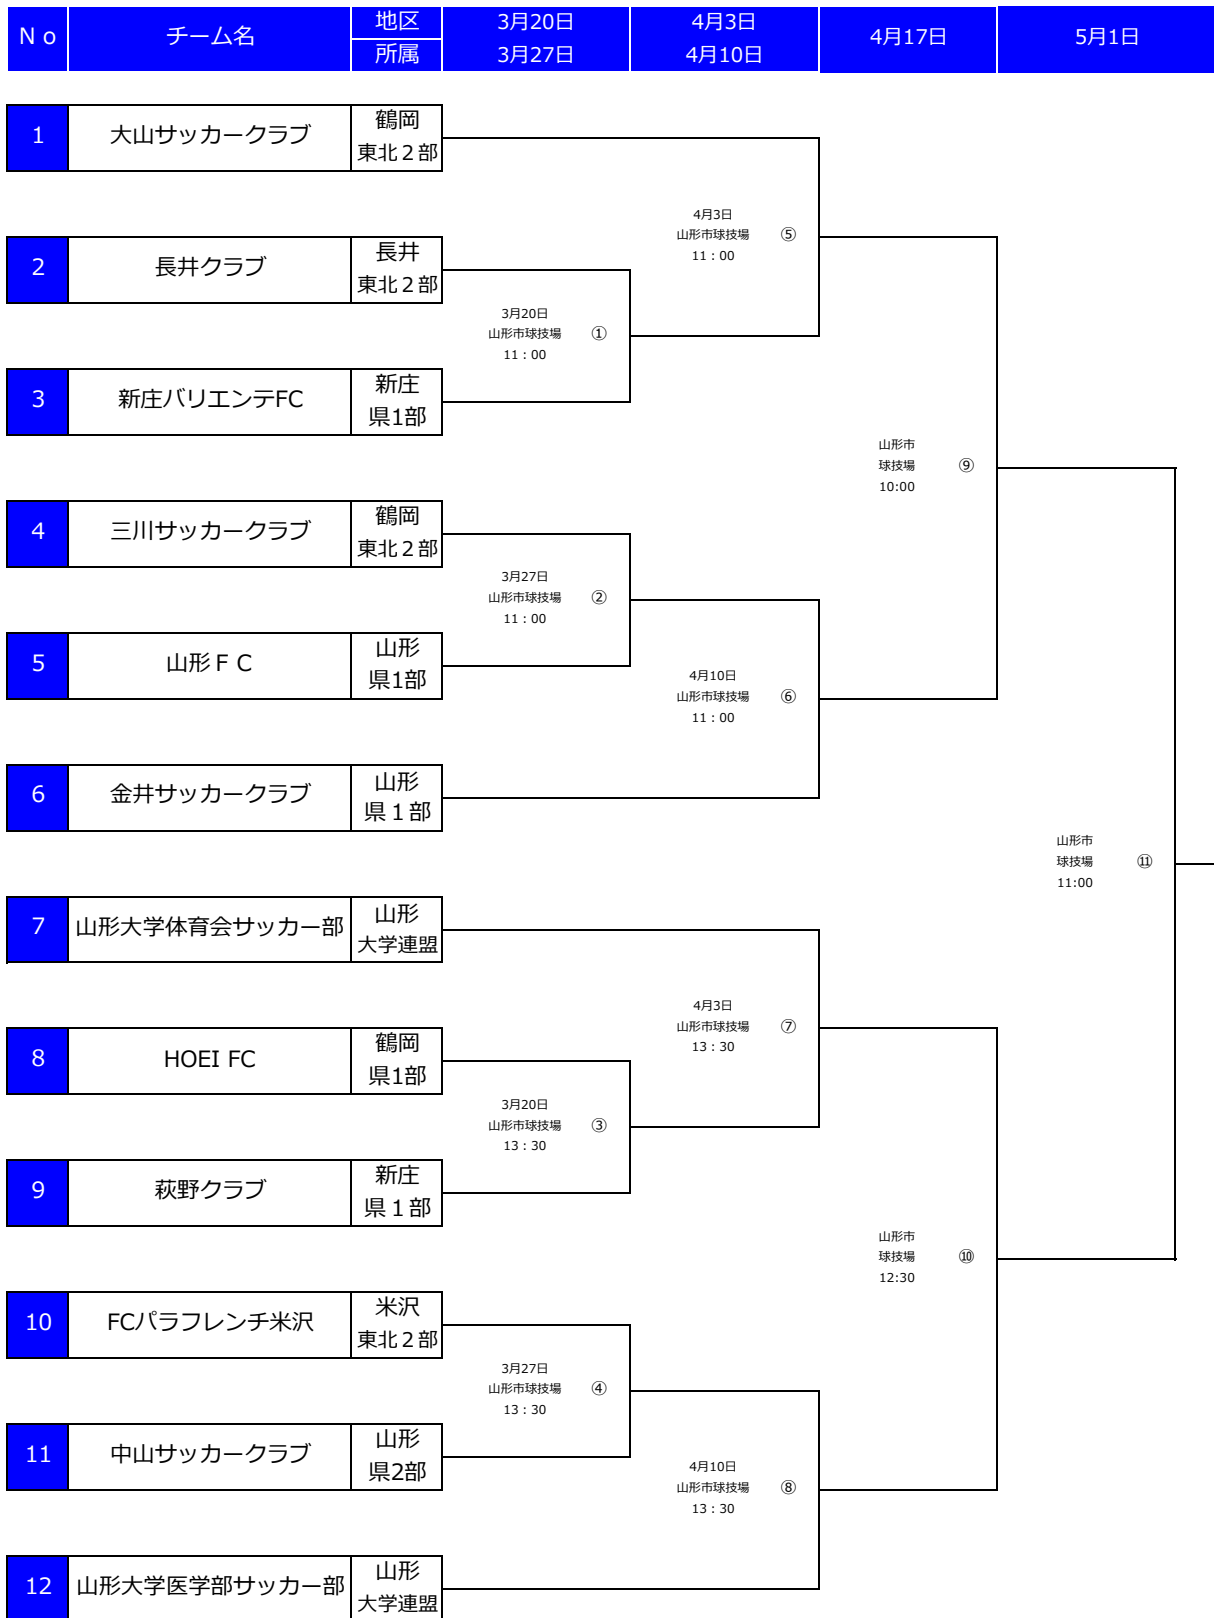 Ｎｏ チーム名 地区 3月20日 4月3日 4月17日 5月1日
所属 3月27日 4月10日
1 大山サッカークラブ 鶴岡
東北２部
4月3日
山形市球技場 ⑤
11：00
2 長井クラブ 長井
東北２部
3月20日
山形市球技場 ①
11：00
3 新庄バリエンテFC 新庄
県1部
山形市
球技場 ⑨
10:00
4 三川サッカークラブ 鶴岡
東北２部
3月27日
山形市球技場 ②
11：00
5 山形ＦＣ 山形
県1部
4月10日
山形市球技場 ⑥
11：00
6 金井サッカークラブ 山形
県１部
山形市
球技場 ⑪
11:00
7 山形大学体育会サッカー部 山形
大学連盟
4月3日
山形市球技場 ⑦
13：30
8 HOEI FC 鶴岡
県1部
3月20日
山形市球技場 ③
13：30
9 萩野クラブ 新庄
県１部
山形市
球技場 ⑩
12:30
10 FCパラフレンチ米沢 米沢
東北２部
3月27日
山形市球技場 ④
13：30
11 中山サッカークラブ 山形
県2部
4月10日
山形市球技場 ⑧
13：30
12 山形大学医学部サッカー部 山形
大学連盟